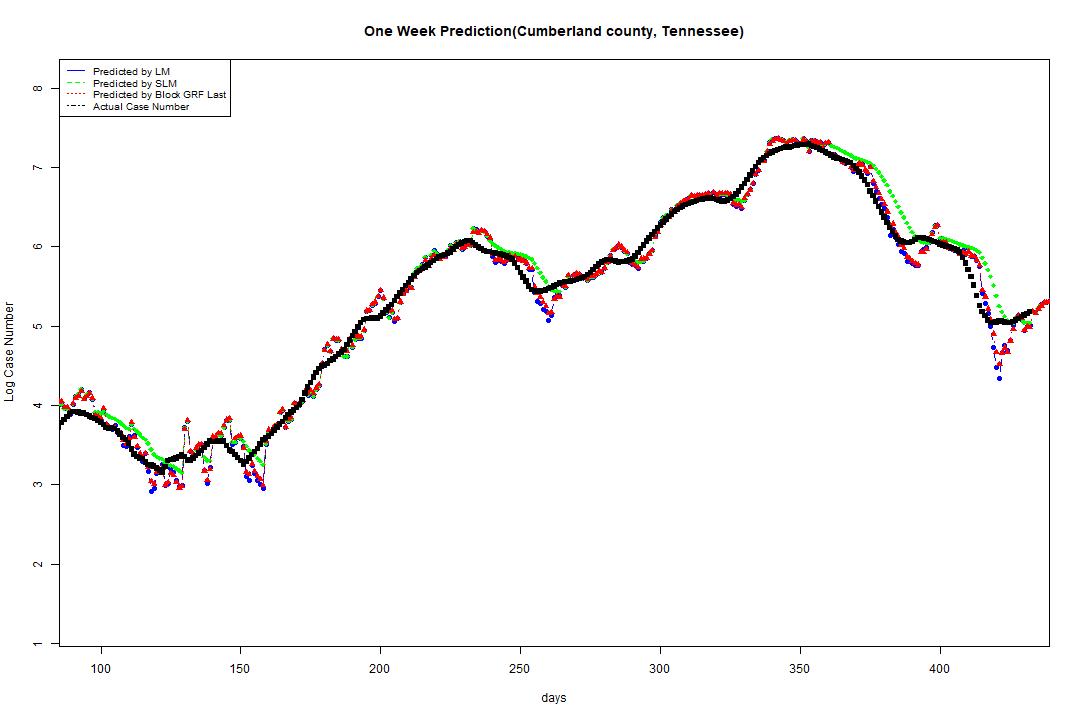 One Week Prediction(Cumberland county, Tennessee)
Predicted by LM
Predicted by SLM
Predicted by Block GRF Last
Actual Case Number
8
7
6
5
4
3
2
1
Log Case Number
100 150 200 250 300 350 400
days